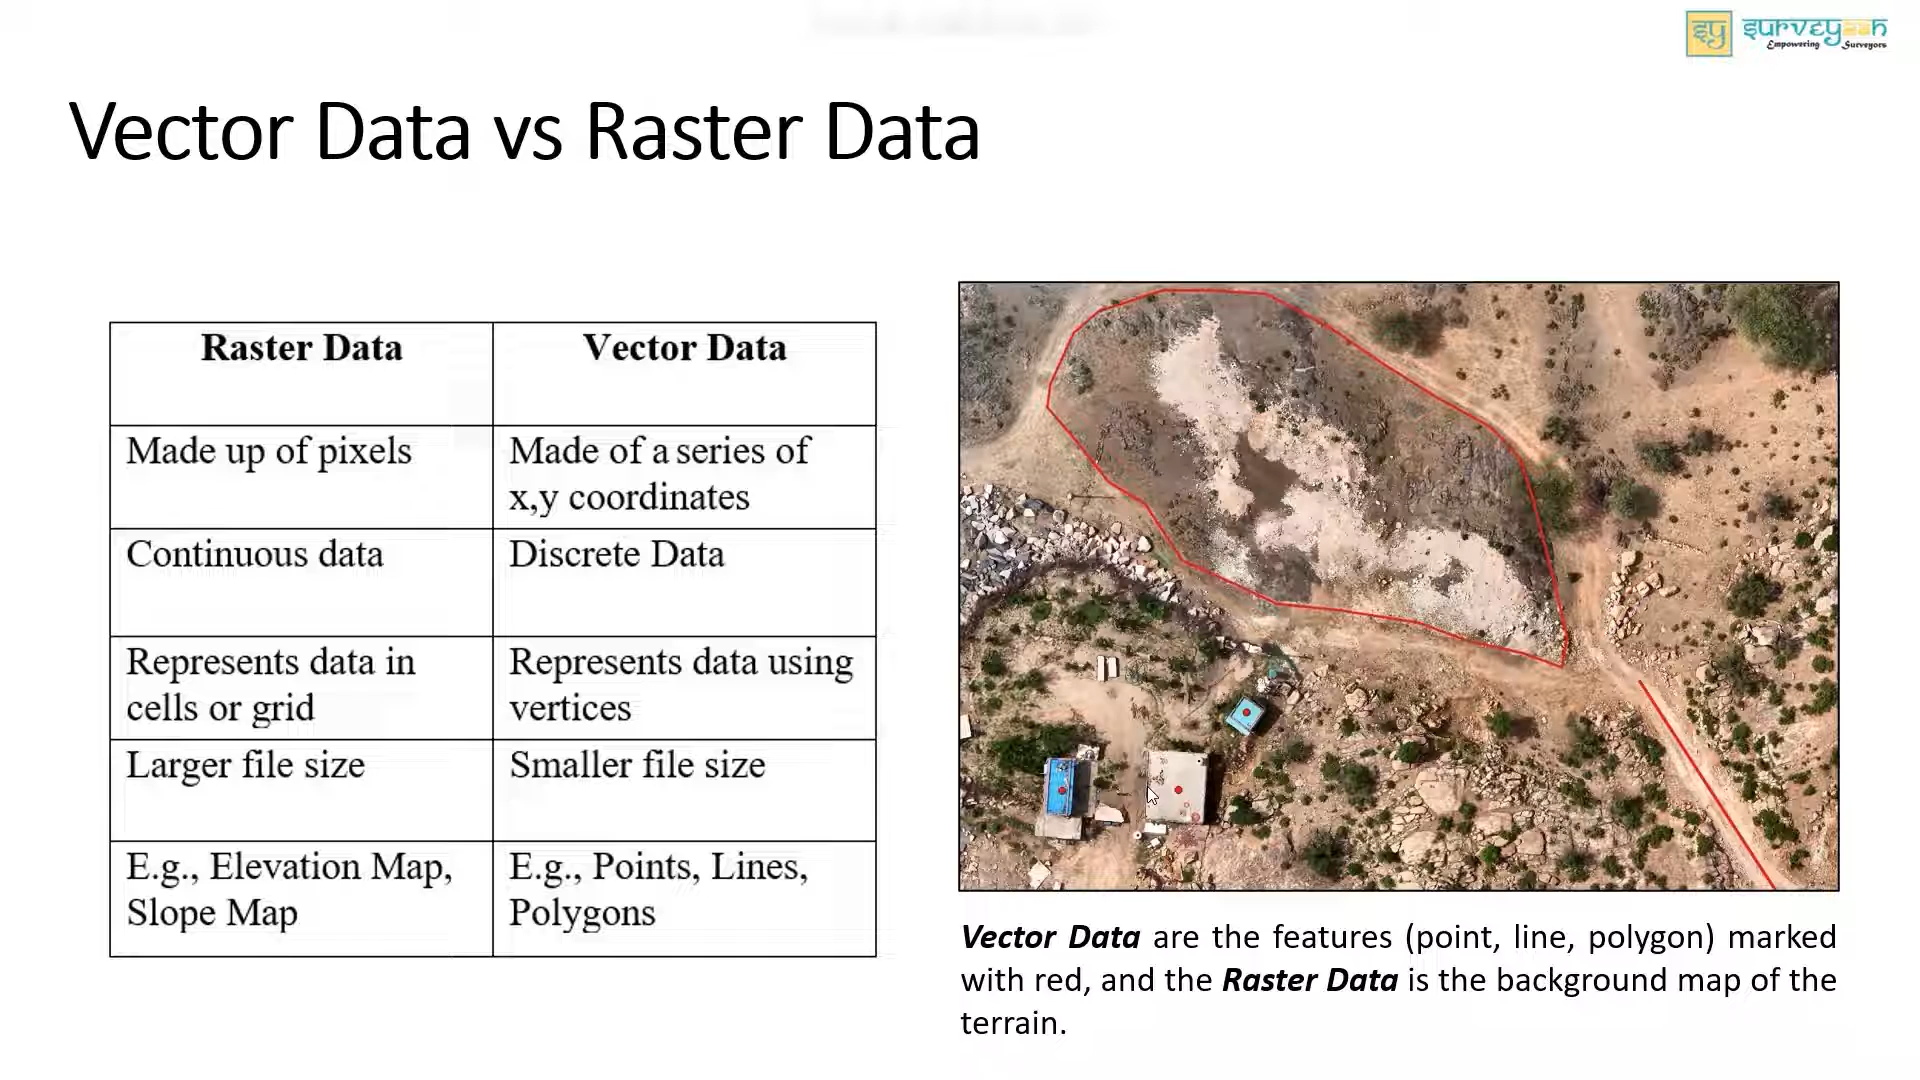 sy surveyaan
Empowering Surveyors
Vector Data vs Raster Data
Raster Data
Vector Data
Made up of pixels
Made of a series of
x,y coordinates
Continuous data
Discrete Data
Represents data in
cells or grid
Represents data using
vertices
Larger file size
Smaller file size
E.g., Elevation Map,
Slope Map
E.g., Points, Lines,
Polygons
Vector Data are the features (point, line, polygon) marked
with red, and the Raster Data is the background map of the
terrain.